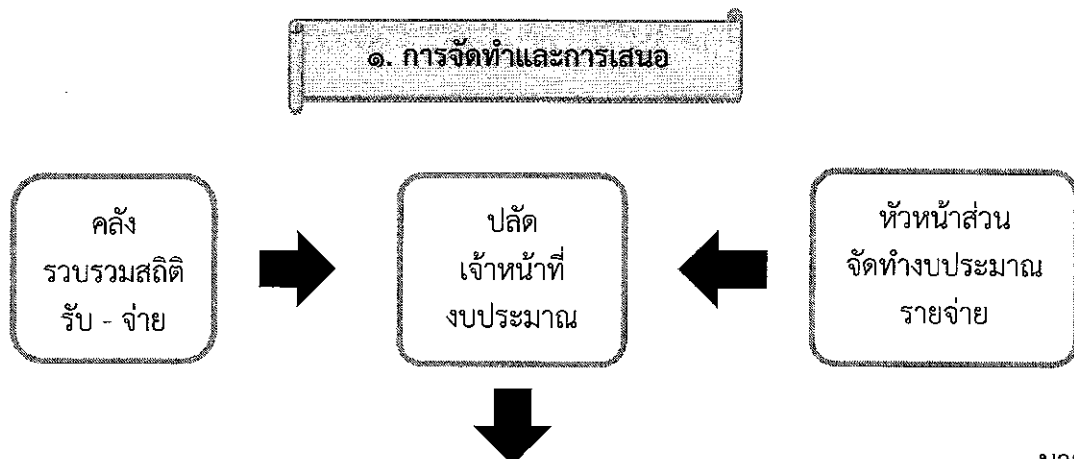 ๑. การจัดทำและการเสนอ
คลัง
รวบรวมสถิติ
รับ - จ่าย
ปลัด
เจ้าหน้าที่
งบประมาณ
หัวหน้าส่วน
จัดทำงบประมาณ
รายจ่าย